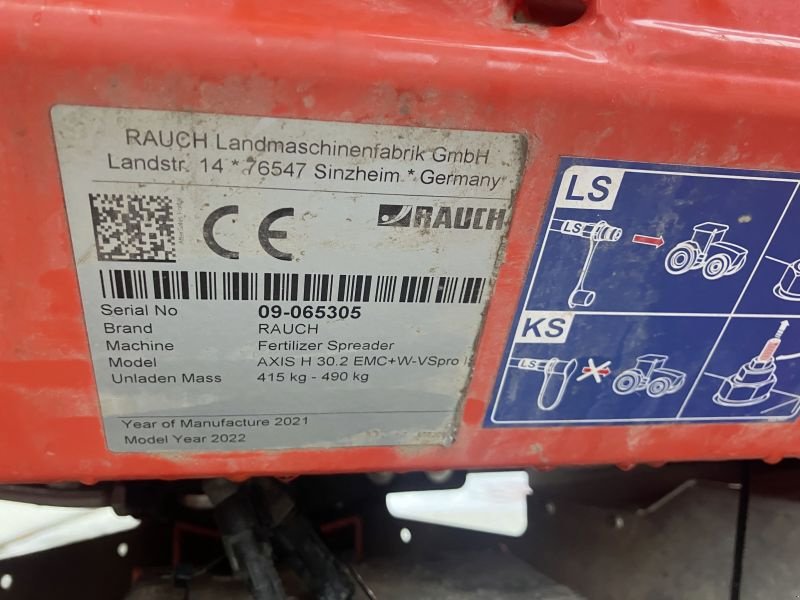 RAUCH Landmaschinenfabrik GmbH
Landstr. 14 * 76547 Sinzheim * Germany
CE
RAUCH
Serial No 09-065305
Brand RAUCH
Machine Fertilizer Spreader
Model AXIS H 30.2 EMC+W-VSpro
Unladen Mass 415 kg - 490 kg
Year of Manufacture 2021
Model Year 2022
LS
LS
KS
LS